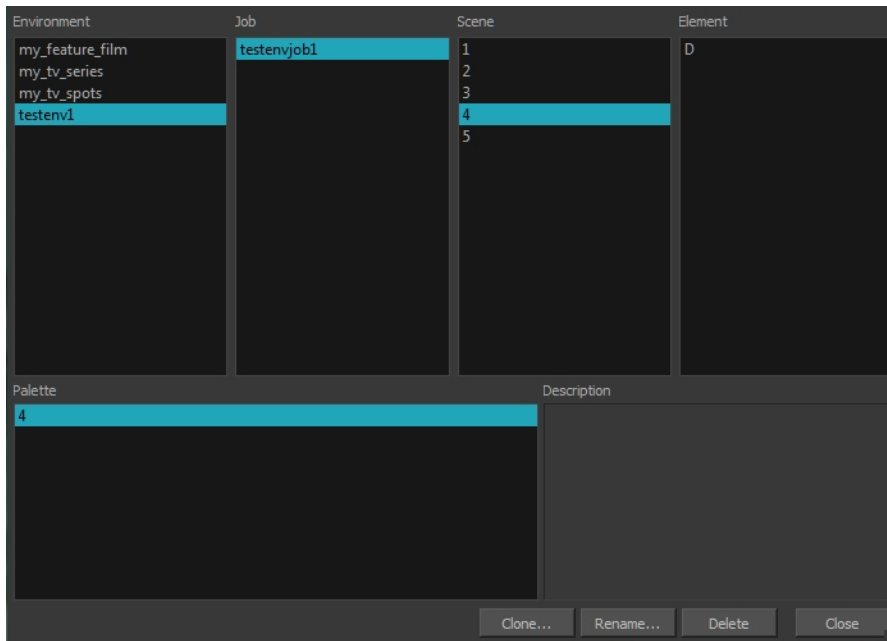 Environment Job Scene Element
my_feature_film testenvjob1 1 D
my_tv_series 2
my_tv_spots 3
testenv1 4
5
Palette Description
4
Clone... Rename... Delete Close